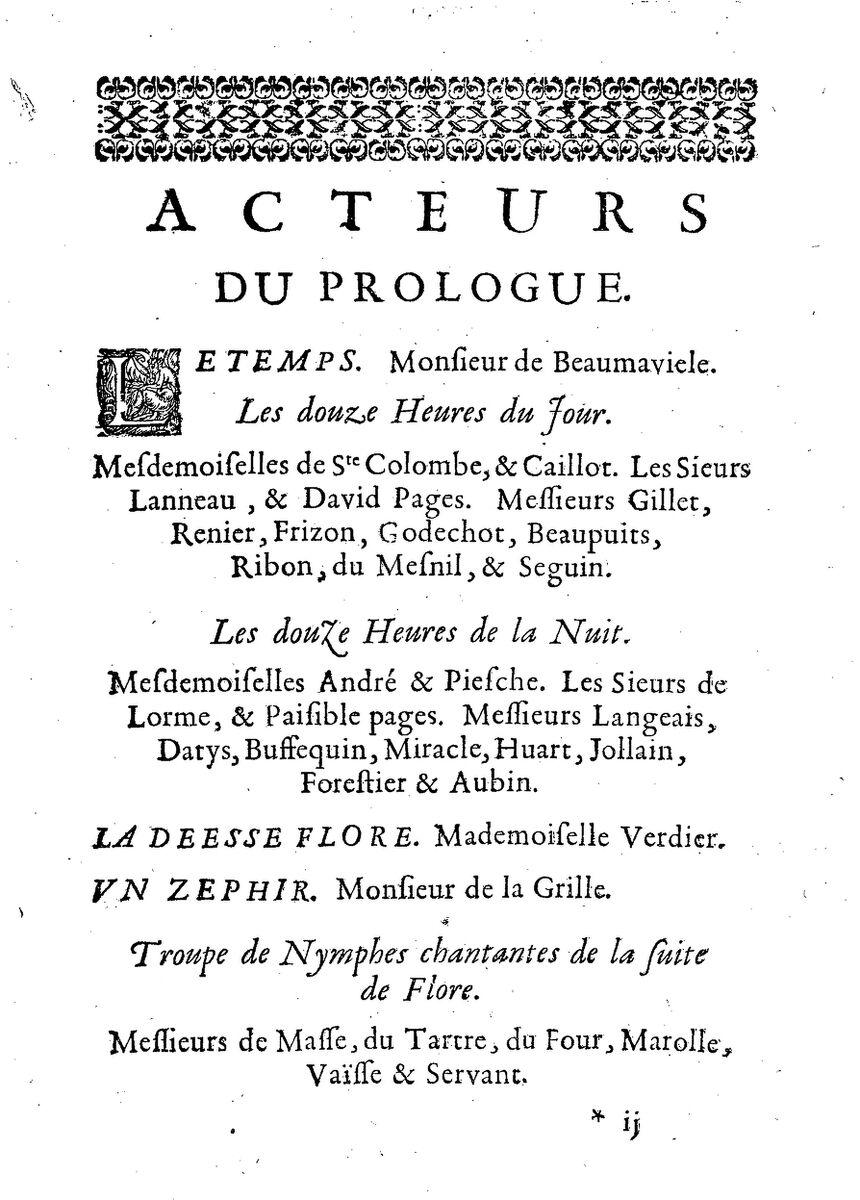 ACTEURS
DU PROLOGUE.
LE TEMPS. Monſieur de Beaumaviele.
Les douze Heures du Jour.
Meſdemoiſelles de Sᵗᵉ Colombe, & Caillot. Les Sieurs
Lanneau, & David Pages. Meſſieurs Gillet,
Renier, Frizon, Godechot, Beaupuits,
Ribon, du Meſnil, & Seguin.
Les douze Heures de la Nuit.
Meſdemoiſelles André & Pieſche. Les Sieurs de
Lorme, & Paiſible pages. Meſſieurs Langeais,
Datys, Buffequin, Miracle, Huart, Jollain,
Foreſtier & Aubin.
LA DEESSE FLORE. Mademoiſelle Verdier.
VN ZEPHIR. Monſieur de la Grille.
Troupe de Nymphes chantantes de la ſuite
de Flore.
Meſſieurs de Maſſe, du Tartre, du Four, Marolle,
Vaïſſe & Servant.
* ij